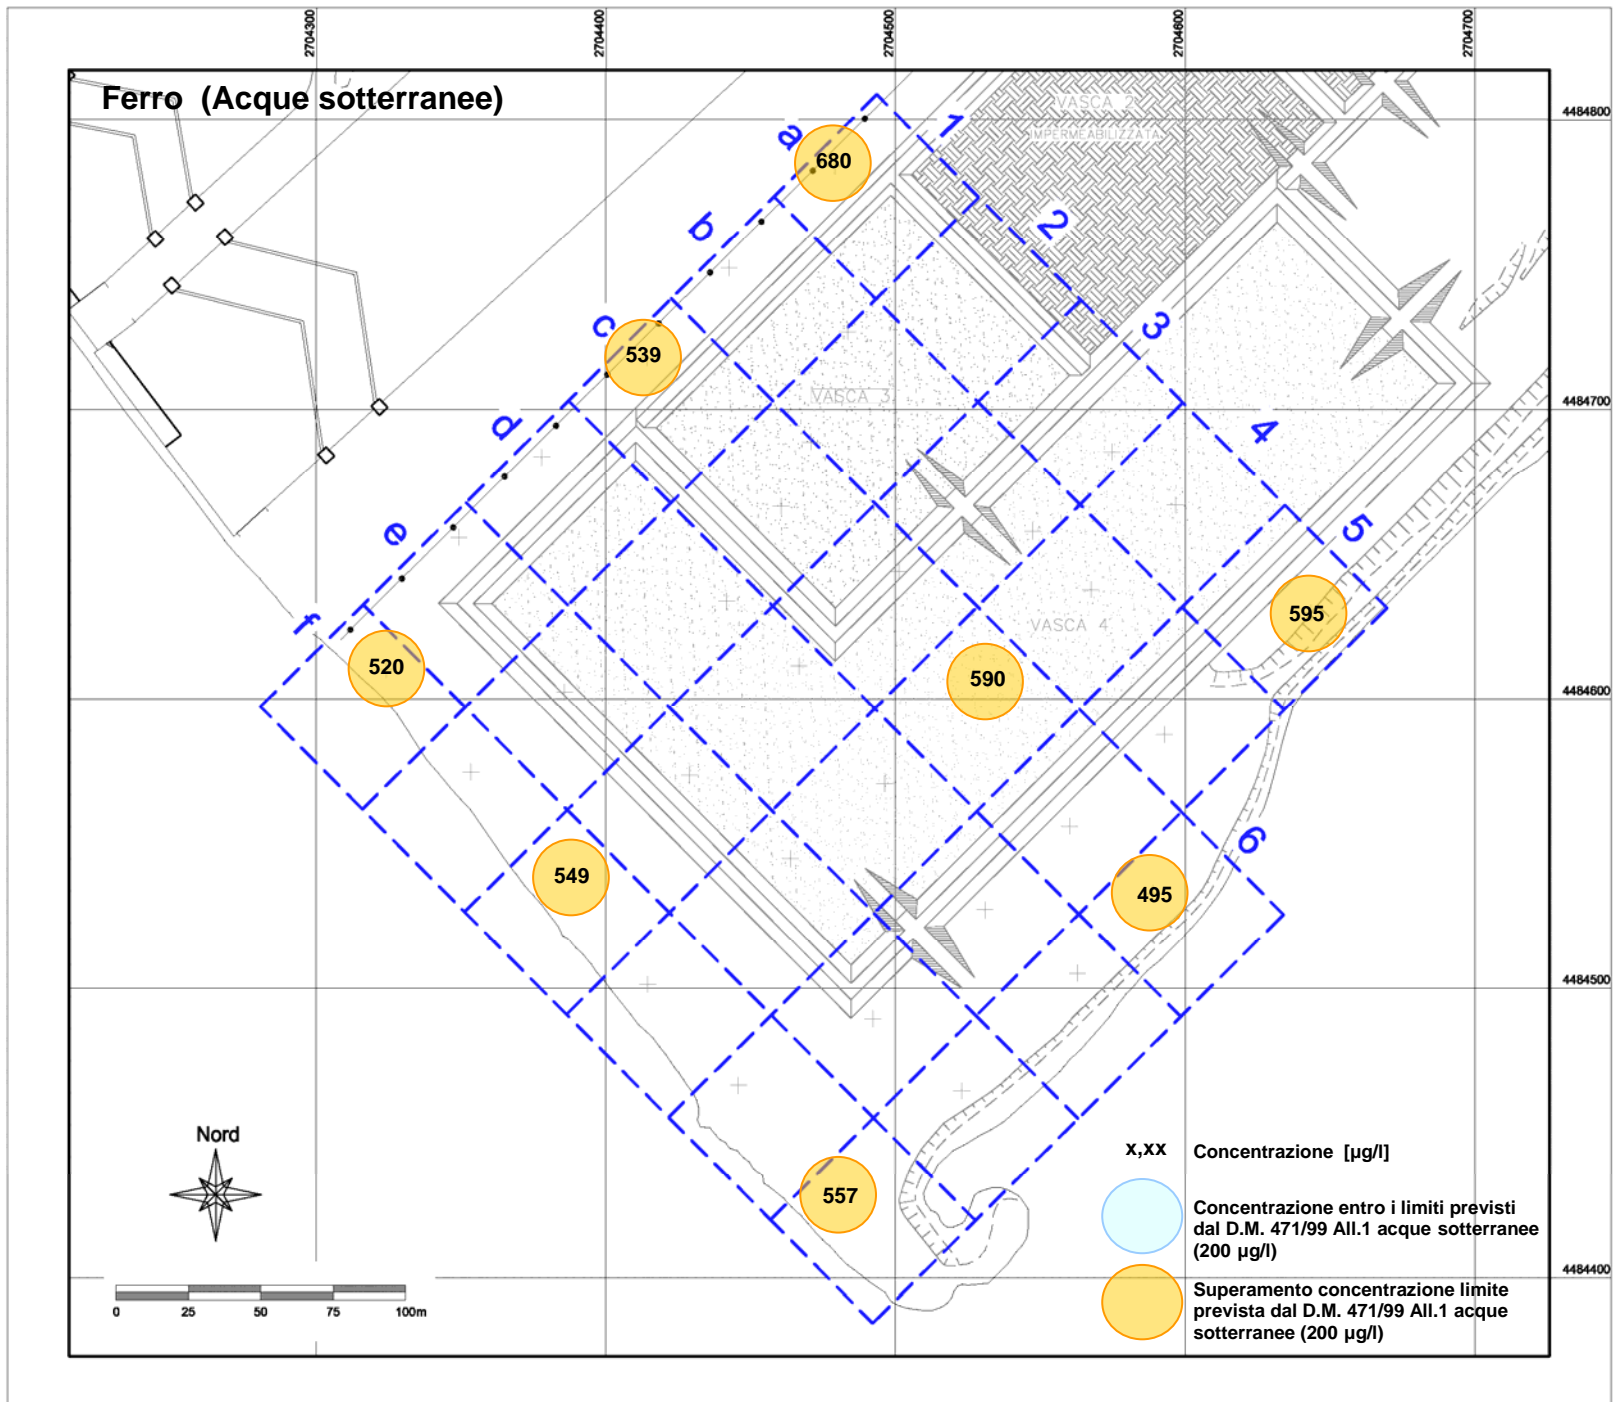 2704300
2704400
2704500
2704600
2704700
Ferro  (Acque sotterranee)
4484800
4484700
4484600
4484500
4484400
VASCA 2
IMPERMEABILIZZATA
VASCA 3
VASCA 4
a
b
c
d
e
f
1
2
3
4
5
6
680
539
520
590
595
549
495
557
Nord
0 25 50 75 100m
x,xx Concentrazione [µg/l]
Concentrazione entro i limiti previsti
dal D.M. 471/99 All.1 acque sotterranee
(200 µg/l)
Superamento concentrazione limite
prevista dal D.M. 471/99 All.1 acque
sotterranee (200 µg/l)